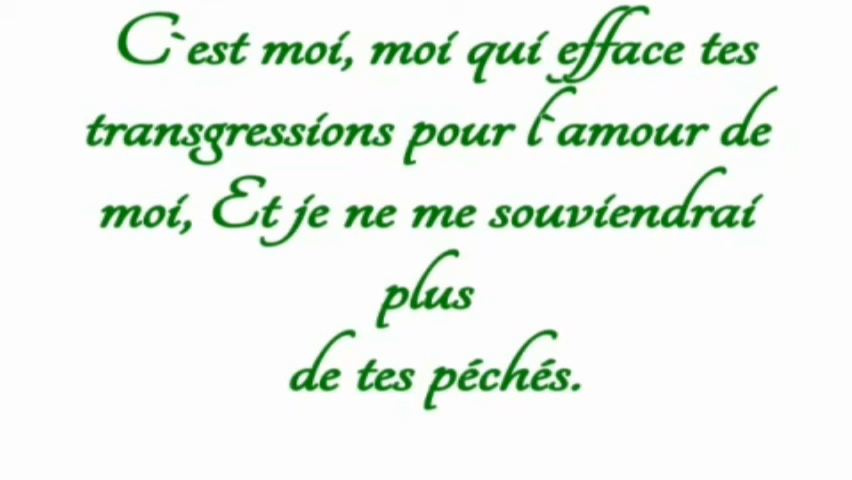 C`est moi, moi qui efface tes
transgressions pour l`amour de
moi, Et je ne me souviendrai
plus
de tes péchés.